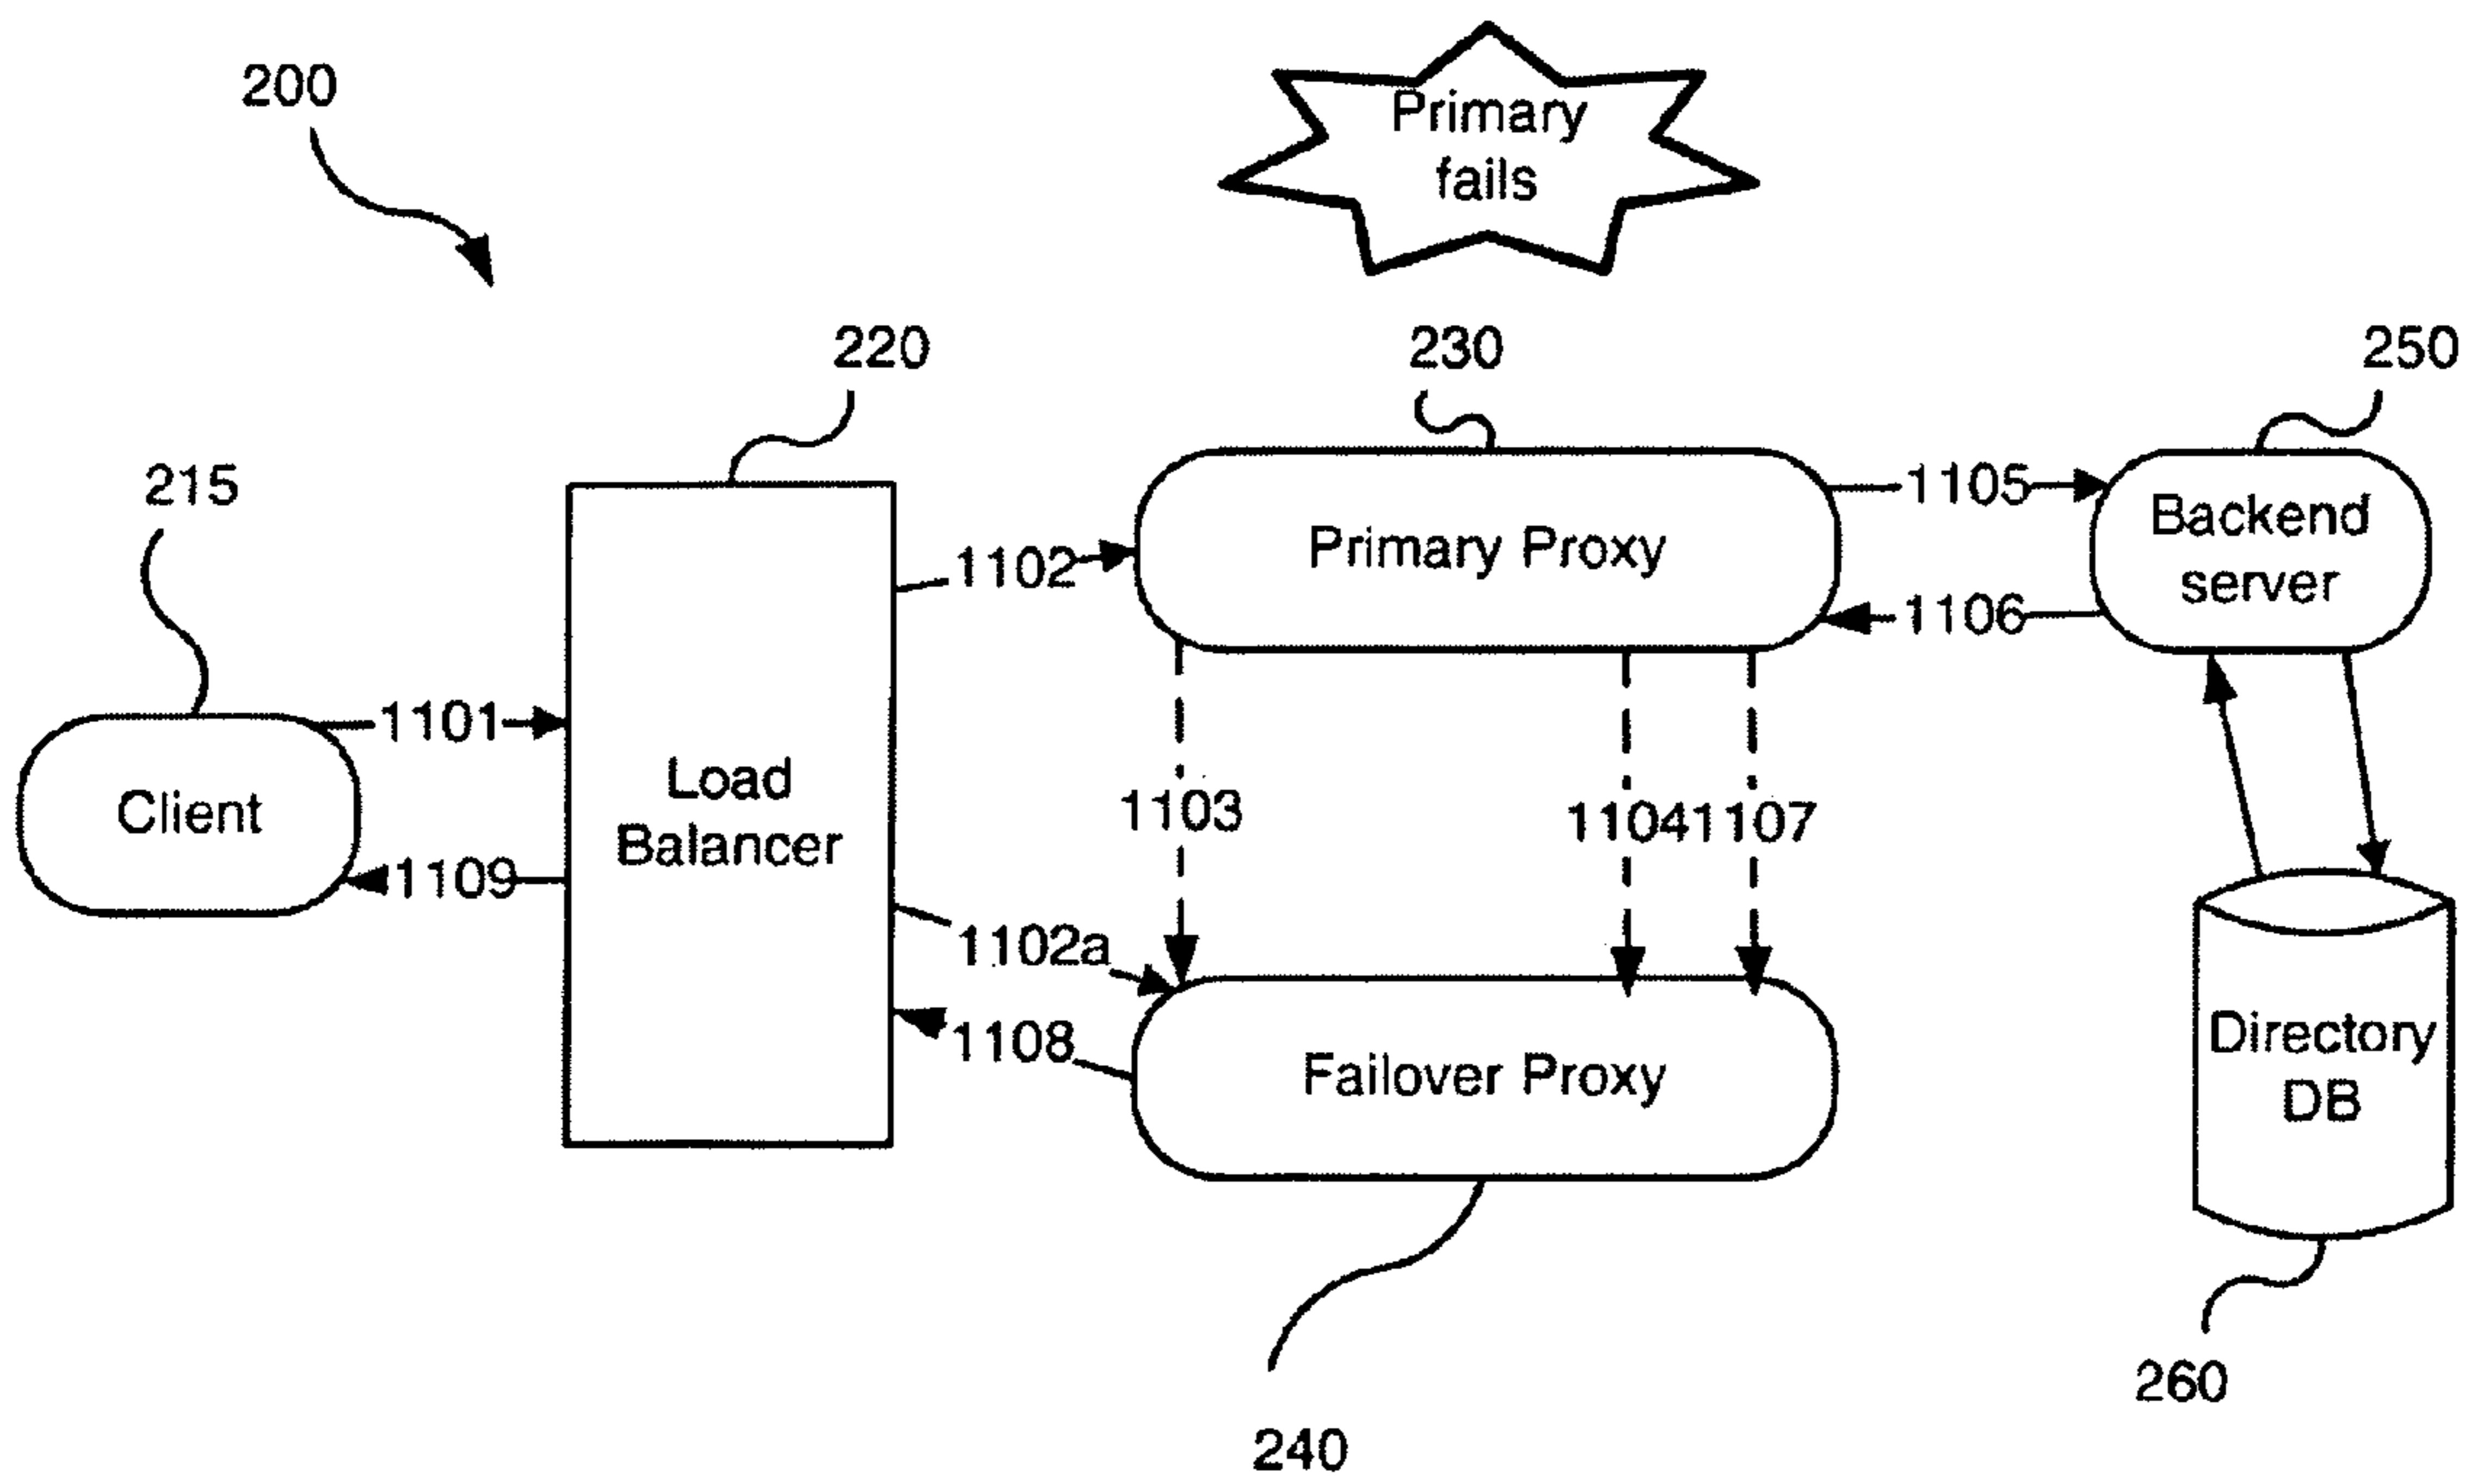 200
Primary
fails
220
230
250
215
1105
Backend
server
1102
Primary Proxy
1106
1101
Load
Balancer
1103
1104
1107
Client
1109
1102a
1108
Failover Proxy
Directory
DB
260
240